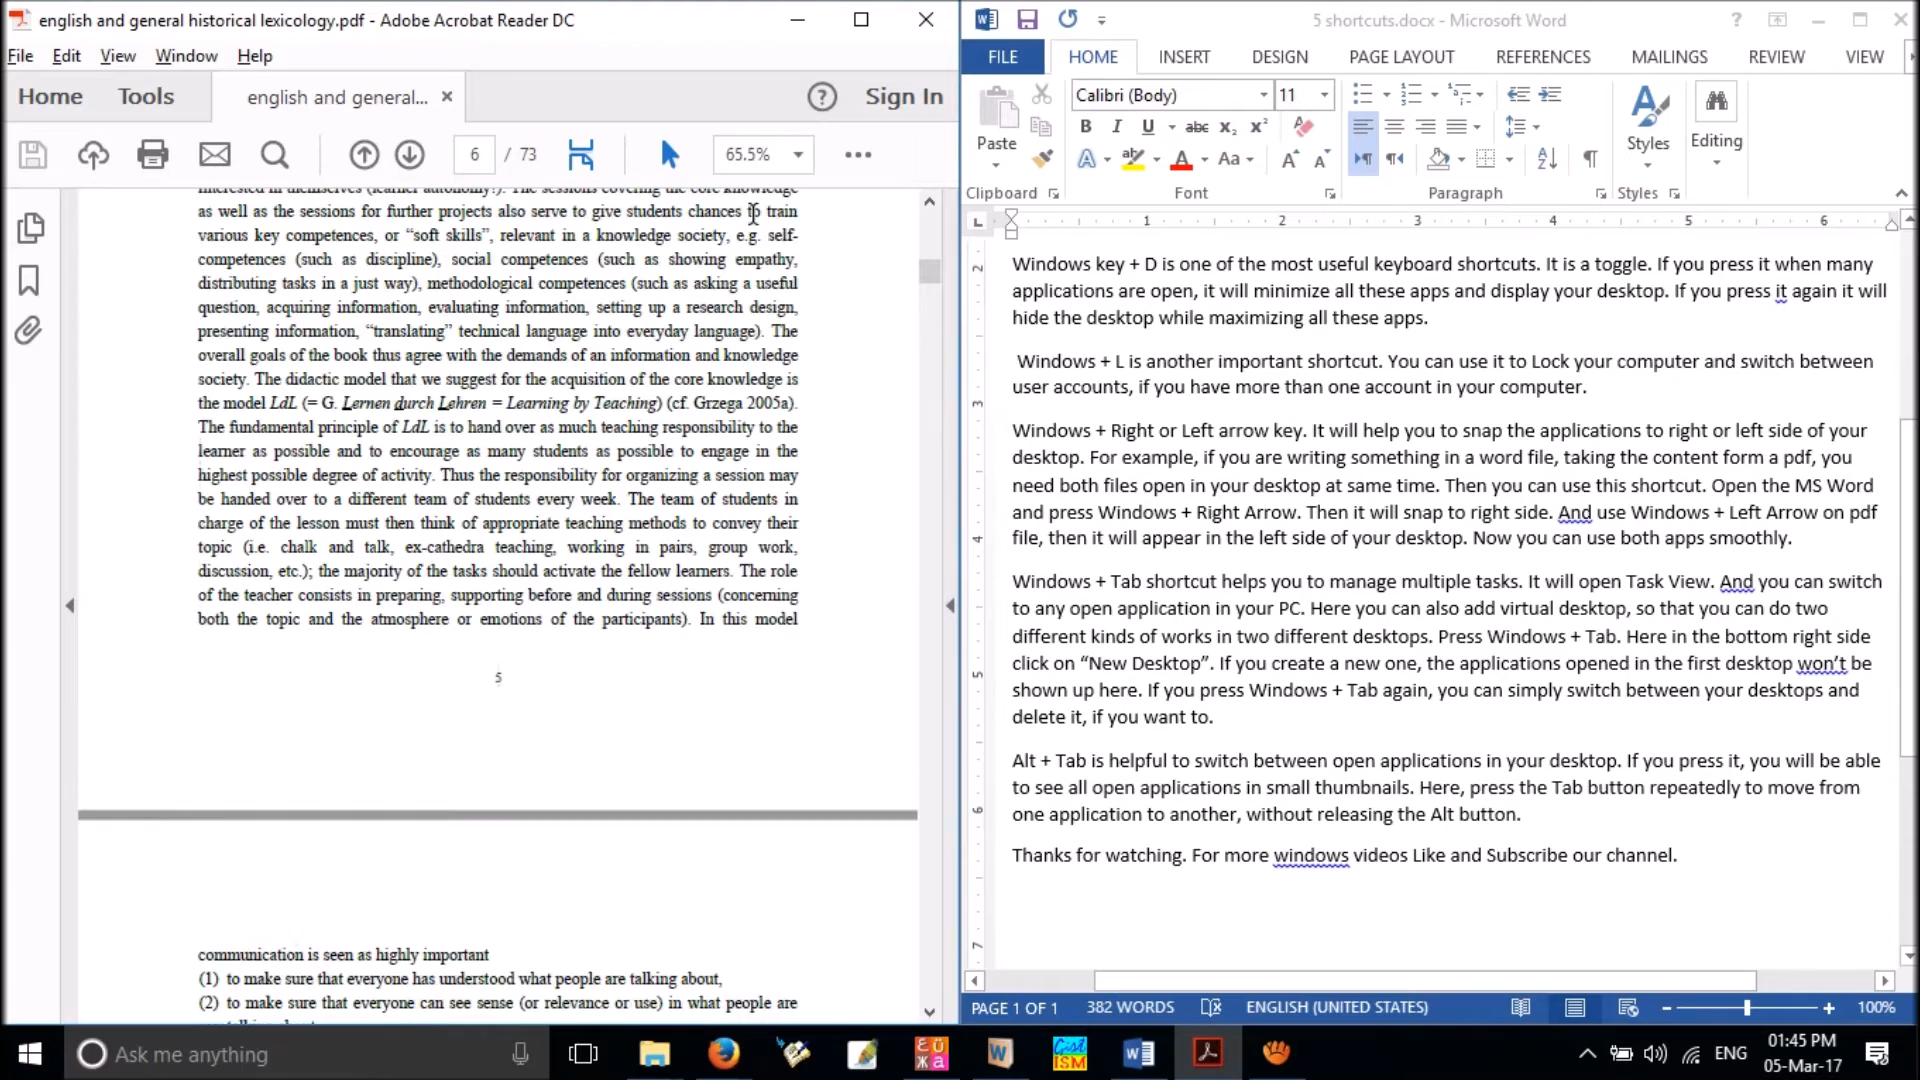 english and general historical lexicology.pdf - Adobe Acrobat Reader DC
File Edit View Window Help
Home Tools english and general... Sign In
6 / 73 65.5%
interested in themselves (learner autonomy!). The sessions covering the core knowledge
as well as the sessions for further projects also serve to give students chances to train
various key competences, or “soft skills”, relevant in a knowledge society, e.g. self-
competences (such as discipline), social competences (such as showing empathy,
distributing tasks in a just way), methodological competences (such as asking a useful
question, acquiring information, evaluating information, setting up a research design,
presenting information, “translating” technical language into everyday language). The
overall goals of the book thus agree with the demands of an information and knowledge
society. The didactic model that we suggest for the acquisition of the core knowledge is
the model LdL (= G. Lernen durch Lehren = Learning by Teaching) (cf. Grzega 2005a).
The fundamental principle of LdL is to hand over as much teaching responsibility to the
learner as possible and to encourage as many students as possible to engage in the
highest possible degree of activity. Thus the responsibility for organizing a session may
be handed over to a different team of students every week. The team of students in
charge of the lesson must then think of appropriate teaching methods to convey their
topic (i.e. chalk and talk, ex-cathedra teaching, working in pairs, group work,
discussion, etc.); the majority of the tasks should activate the fellow learners. The role
of the teacher consists in preparing, supporting before and during sessions (concerning
both the topic and the atmosphere or emotions of the participants). In this model
5
communication is seen as highly important
(1) to make sure that everyone has understood what people are talking about,
(2) to make sure that everyone can see sense (or relevance or use) in what people are
5 shortcuts.docx - Microsoft Word
FILE HOME INSERT DESIGN PAGE LAYOUT REFERENCES MAILINGS REVIEW VIEW
Calibri (Body) 11
Paste Styles Editing
Clipboard Font Paragraph Styles
1 2 3 4 5 6
2
3
4
5
6
7
Windows key + D is one of the most useful keyboard shortcuts. It is a toggle. If you press it when many
applications are open, it will minimize all these apps and display your desktop. If you press it again it will
hide the desktop while maximizing all these apps.
Windows + L is another important shortcut. You can use it to Lock your computer and switch between
user accounts, if you have more than one account in your computer.
Windows + Right or Left arrow key. It will help you to snap the applications to right or left side of your
desktop. For example, if you are writing something in a word file, taking the content form a pdf, you
need both files open in your desktop at same time. Then you can use this shortcut. Open the MS Word
and press Windows + Right Arrow. Then it will snap to right side. And use Windows + Left Arrow on pdf
file, then it will appear in the left side of your desktop. Now you can use both apps smoothly.
Windows + Tab shortcut helps you to manage multiple tasks. It will open Task View. And you can switch
to any open application in your PC. Here you can also add virtual desktop, so that you can do two
different kinds of works in two different desktops. Press Windows + Tab. Here in the bottom right side
click on “New Desktop”. If you create a new one, the applications opened in the first desktop won’t be
shown up here. If you press Windows + Tab again, you can simply switch between your desktops and
delete it, if you want to.
Alt + Tab is helpful to switch between open applications in your desktop. If you press it, you will be able
to see all open applications in small thumbnails. Here, press the Tab button repeatedly to move from
one application to another, without releasing the Alt button.
Thanks for watching. For more windows videos Like and Subscribe our channel.
PAGE 1 OF 1 382 WORDS ENGLISH (UNITED STATES) 100%
Ask me anything
ENG 01:45 PM
05-Mar-17